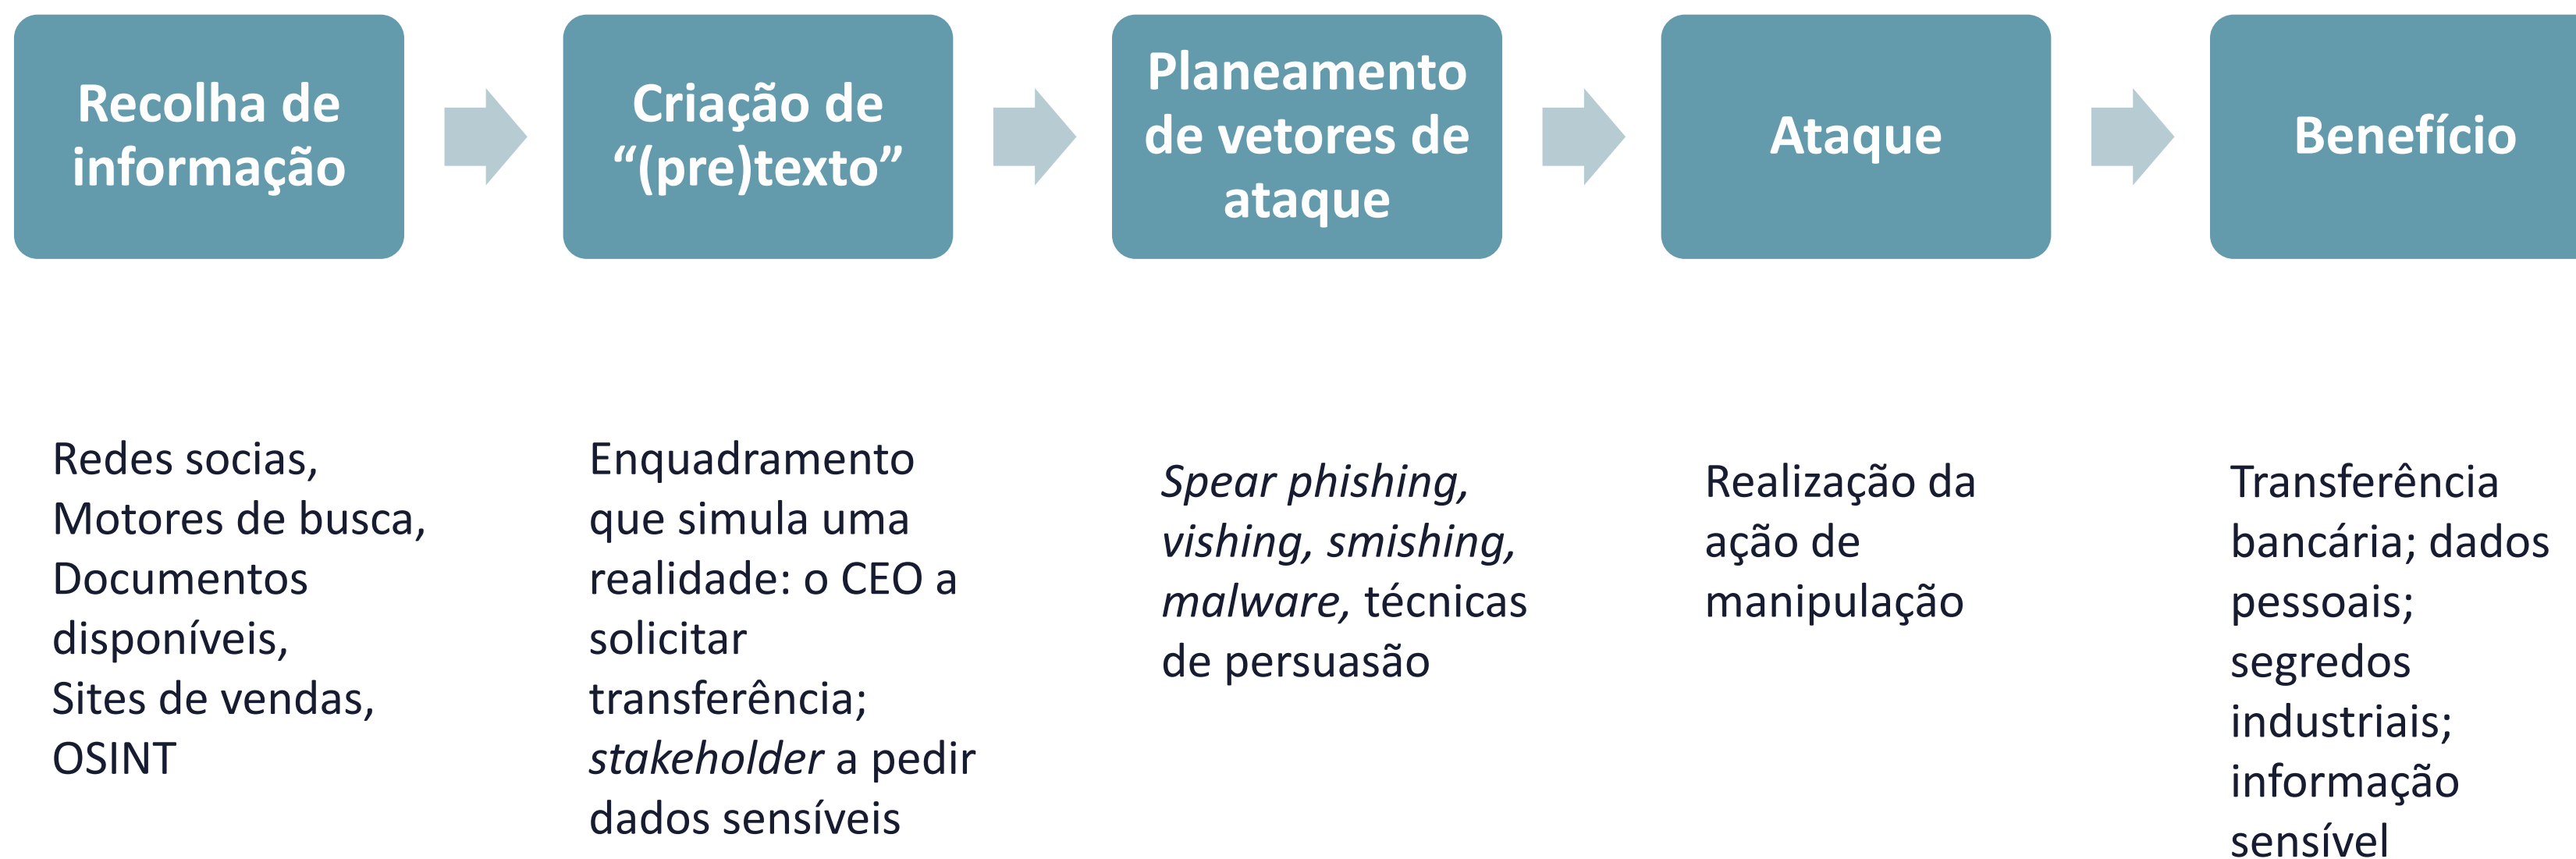 Recolha de
informação
Criação de
“(pre)texto”
Planeamento
de vetores de
ataque
Ataque
Benefício
Redes socias,
Motores de busca,
Documentos
disponíveis,
Sites de vendas,
OSINT
Enquadramento
que simula uma
realidade: o CEO a
solicitar
transferência;
stakeholder a pedir
dados sensíveis
Spear phishing,
vishing, smishing,
malware, técnicas
de persuasão
Realização da
ação de
manipulação
Transferência
bancária; dados
pessoais;
segredos
industriais;
informação
sensível